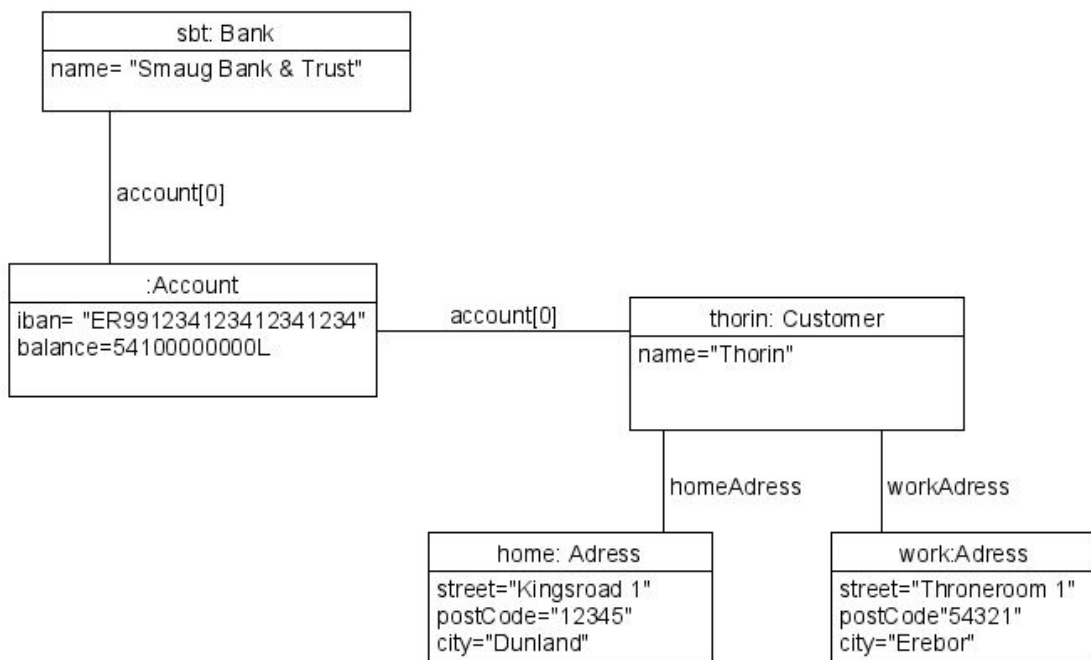 sbt: Bank
name= "Smaug Bank & Trust"
account[0]
:Account
iban= "ER991234123412341234"
balance=54100000000L
account[0]
thorin: Customer
name="Thorin"
homeAdress
workAdress
home: Adress
street="Kingsroad 1"
postCode="12345"
city="Dunland"
work:Adress
street="Throneroom 1"
postCode"54321"
city="Erebor"